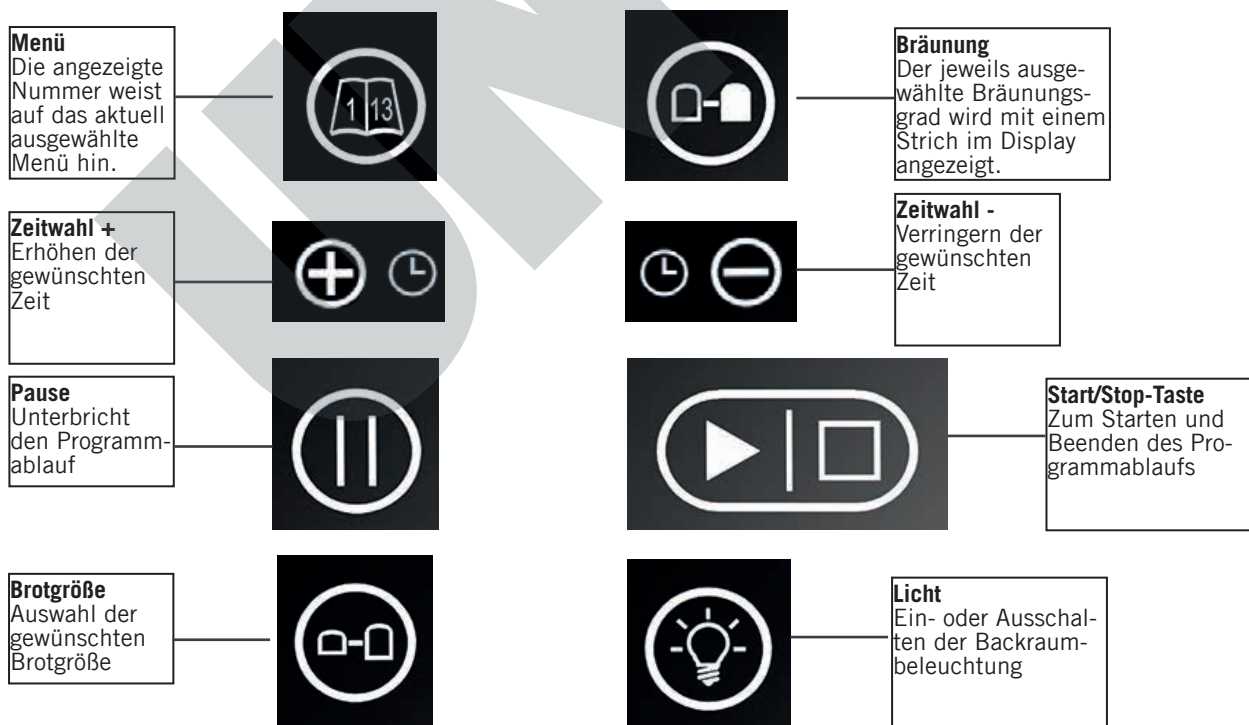 Menü
Die angezeigte
Nummer weist
auf das aktuell
ausgewählte
Menü hin.
1 13
Bräunung
Der jeweils ausge-
wählte Bräunungs-
grad wird mit einem
Strich im Display
angezeigt.
Zeitwahl +
Erhöhen der
gewünschten
Zeit
Zeitwahl -
Verringern der
gewünschten
Zeit
Pause
Unterbricht
den Programm-
ablauf
Start/Stop-Taste
Zum Starten und
Beenden des Pro-
grammablaufs
Brotgröße
Auswahl der
gewünschten
Brotgröße
Licht
Ein- oder Ausschal-
ten der Backraum-
beleuchtung